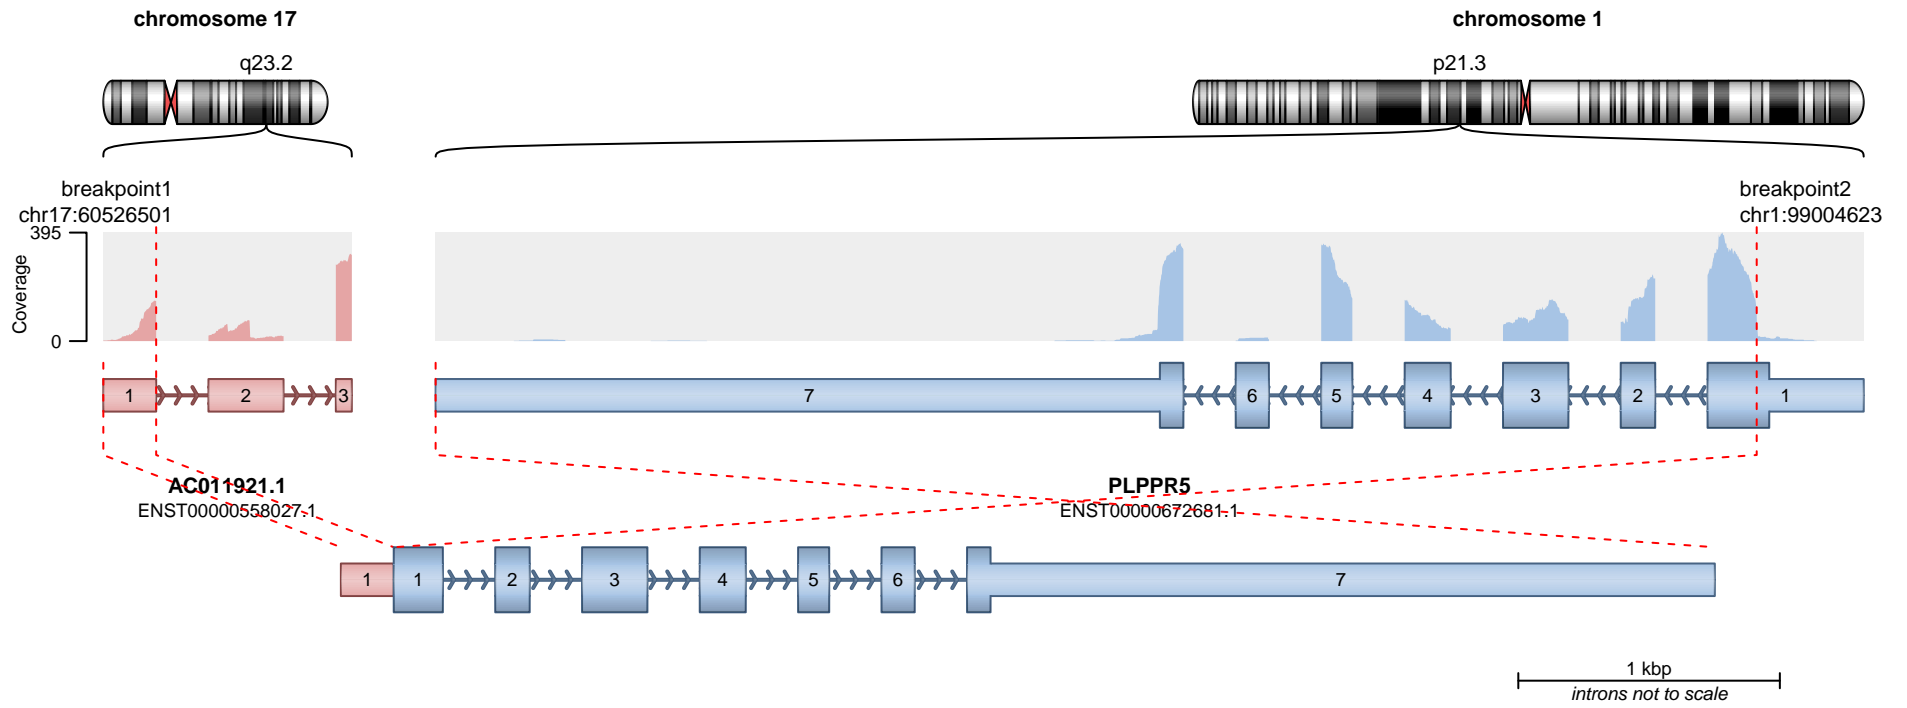 chromosome 17
chromosome 1
q23.2
p21.3
breakpoint1
chr17:60526501
breakpoint2
chr1:99004623
395
Coverage
0
1 2 3
7 6 5 4 3 2 1
AC011921.1
ENST00000558027.1
PLPPR5
ENST00000672681.1
1 1 2 3 4 5 6 7
1 kbp
introns not to scale